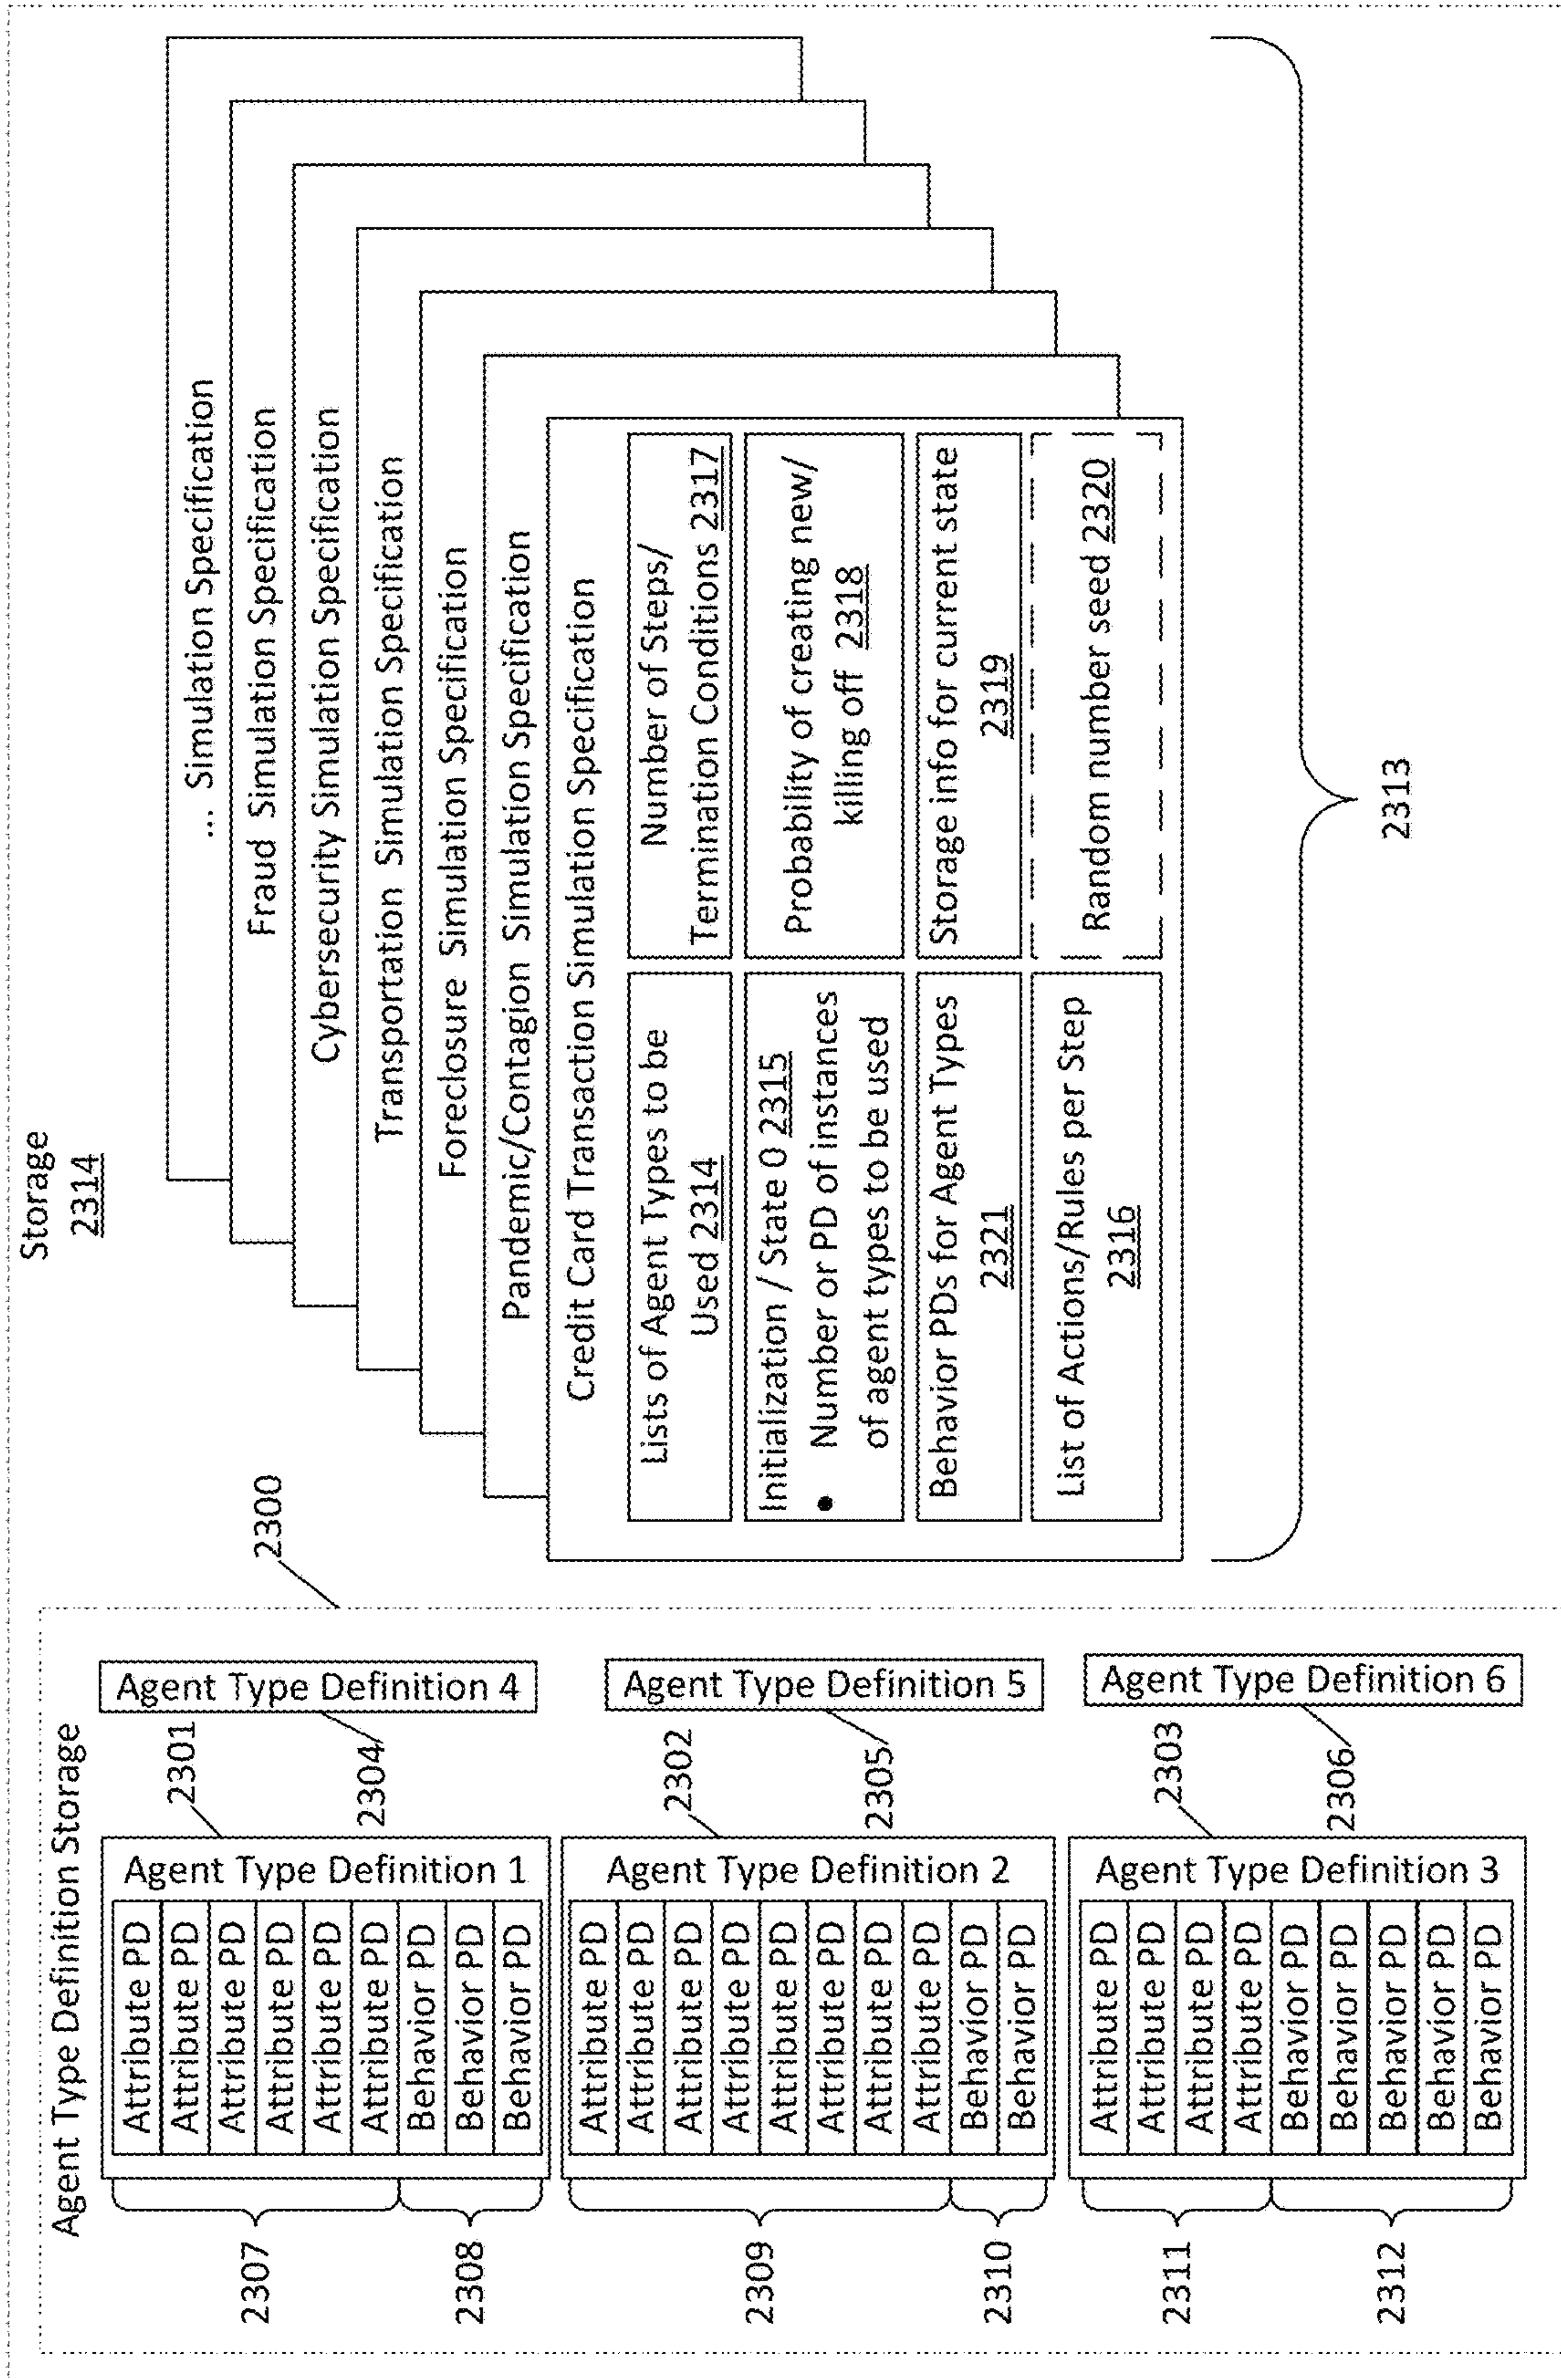 Storage
2314
Agent Type Definition Storage
2300
Agent Type Definition 4
2301
2304
Agent Type Definition 1
Attribute PD
Attribute PD
Attribute PD
Attribute PD
Attribute PD
Attribute PD
Behavior PD
Behavior PD
Behavior PD
2307
2308
Agent Type Definition 5
2302
2305
Agent Type Definition 2
Attribute PD
Attribute PD
Attribute PD
Attribute PD
Attribute PD
Attribute PD
Attribute PD
Attribute PD
Behavior PD
Behavior PD
2309
2310
Agent Type Definition 6
2303
2306
Agent Type Definition 3
Attribute PD
Attribute PD
Attribute PD
Attribute PD
Behavior PD
Behavior PD
Behavior PD
Behavior PD
Behavior PD
2311
2312
... Simulation Specification
Fraud Simulation Specification
Cybersecurity Simulation Specification
Transportation Simulation Specification
Foreclosure Simulation Specification
Pandemic/Contagion Simulation Specification
Credit Card Transaction Simulation Specification
Lists of Agent Types to be
Used 2314
Initialization / State 0 2315
• Number or PD of instances
of agent types to be used
Behavior PDs for Agent Types
2321
List of Actions/Rules per Step
2316
Number of Steps/
Termination Conditions 2317
Probability of creating new/
killing off 2318
Storage info for current state
2319
Random number seed 2320
2313